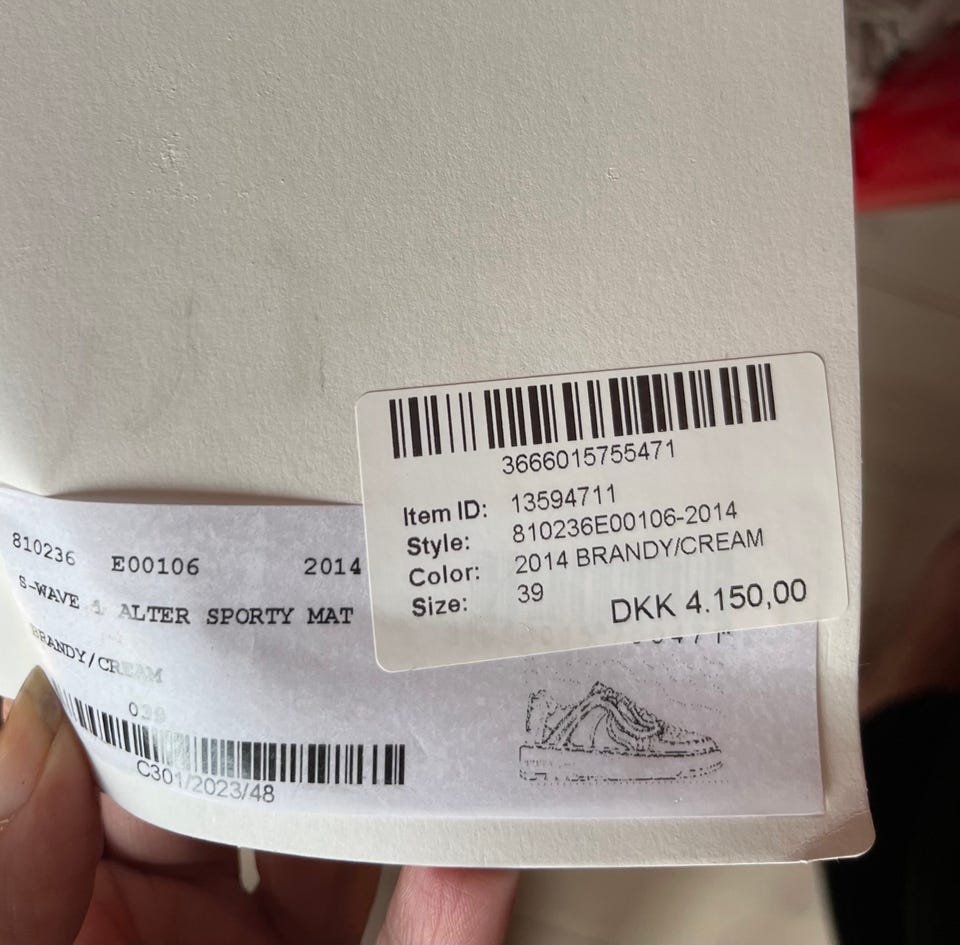 3666015755471
Item ID: 13594711
Style: 810236E00106-2014
Color: 2014 BRANDY/CREAM
Size: 39
DKK 4.150,00
810236 E00106 2014
S-WAVE 1 ALTER SPORTY MAT
BRANDY/CREAM
039
C301/2023/48